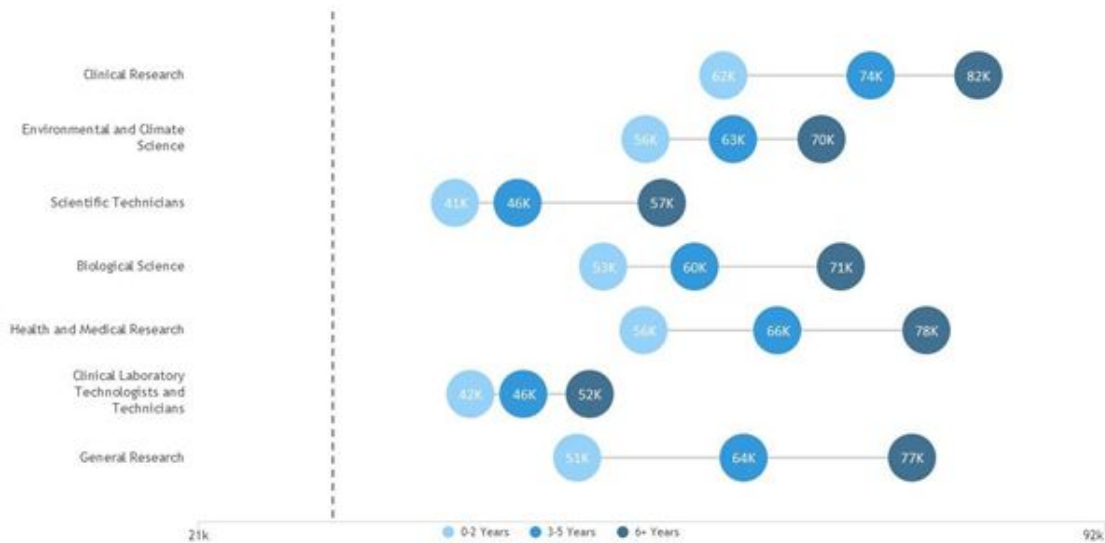 Clinical Research
62K
74K
82K
Environmental and Climate
Science
56K
63K
70K
Scientific Technicians
41K
46K
57K
Biological Science
53K
60K
71K
Health and Medical Research
56K
66K
78K
Clinical Laboratory
Technologists and
Technicians
42K
46K
52K
General Research
51K
64K
77K
21k
0-2 Years
3-5 Years
6+ Years
92k